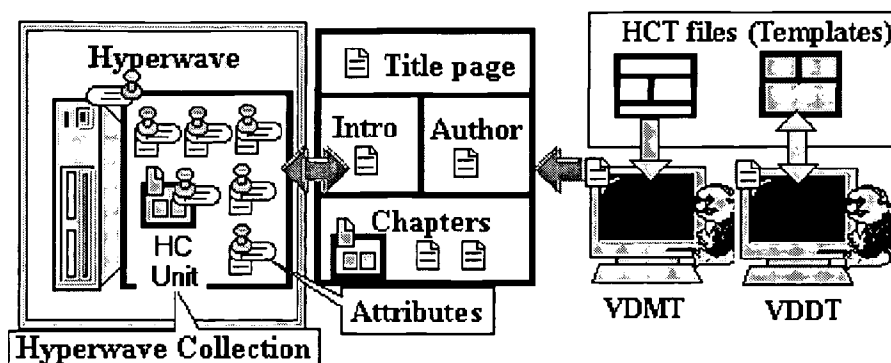 Hyperwave
HC
Unit
Hyperwave Collection
Attributes
Title page
Intro
Author
Chapters
HCT files (Templates)
VDMT
VDDT